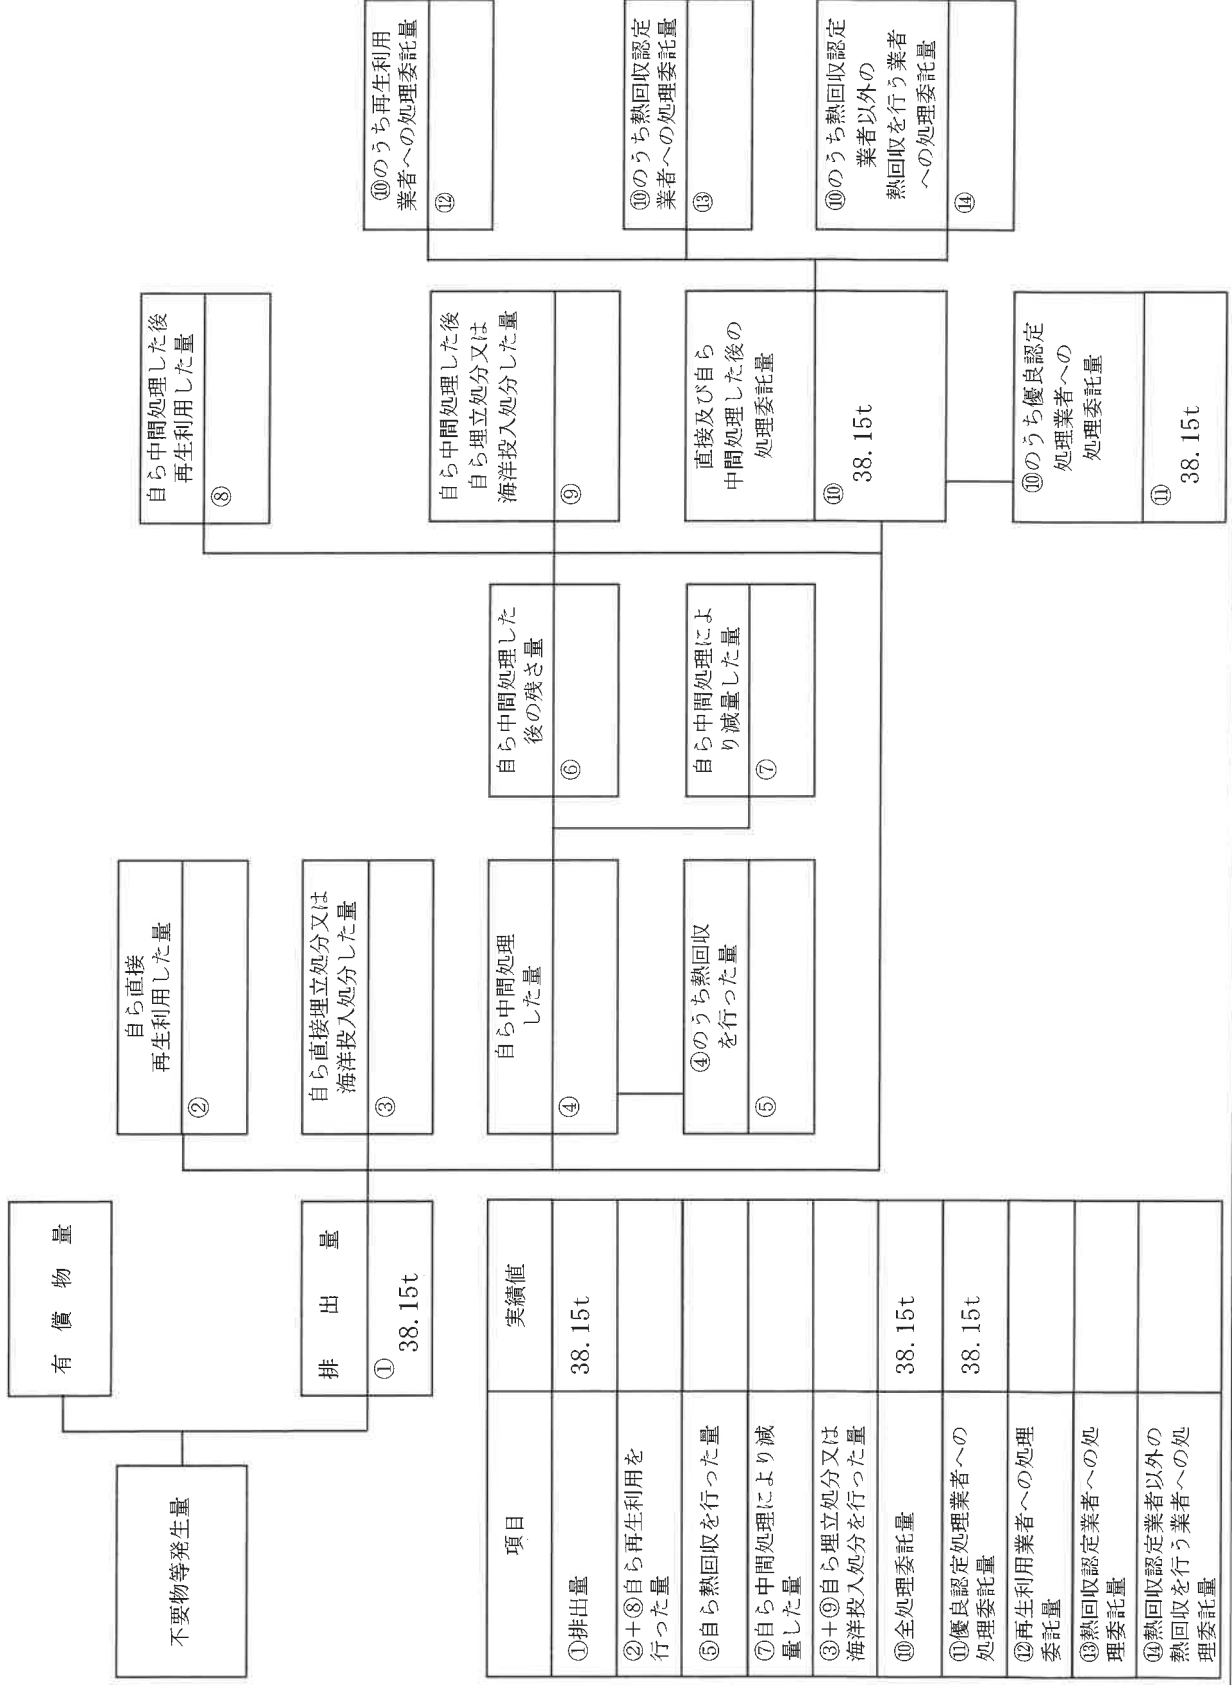 不要物等発生量
有償物量
排出量
①
38.15t
自ら直接
再生利用した量
②
自ら直接埋立処分又は
海洋投入処分した量
③
自ら中間処理
した量
④
④のうち熱回収
を行った量
⑤
自ら中間処理した
後の残さ量
⑥
自ら中間処理によ
り減量した量
⑦
自ら中間処理した後
再生利用した量
⑧
自ら中間処理した後
自ら埋立処分又は
海洋投入処分した量
⑨
直接及び自ら
中間処理した後の
処理委託量
⑩
38.15t
⑩のうち優良認定
処理業者への
処理委託量
⑪
38.15t
⑩のうち再生利用
業者への処理委託量
⑫
⑩のうち熱回収認定
業者への処理委託量
⑬
⑩のうち熱回収認定
業者以外の
熱回収を行う業者
への処理委託量
⑭
項目 実績値
①排出量 38.15t
②+⑧自ら再生利用を
行った量
⑤自ら熱回収を行った量
⑦自ら中間処理により減
量した量
③+⑨自ら埋立処分又は
海洋投入処分を行った量
⑩全処理委託量 38.15t
⑪優良認定処理業者への
処理委託量 38.15t
⑫再生利用業者への処理
委託量
⑬熱回収認定業者への処
理委託量
⑭熱回収認定業者以外の
熱回収を行う業者への処
理委託量